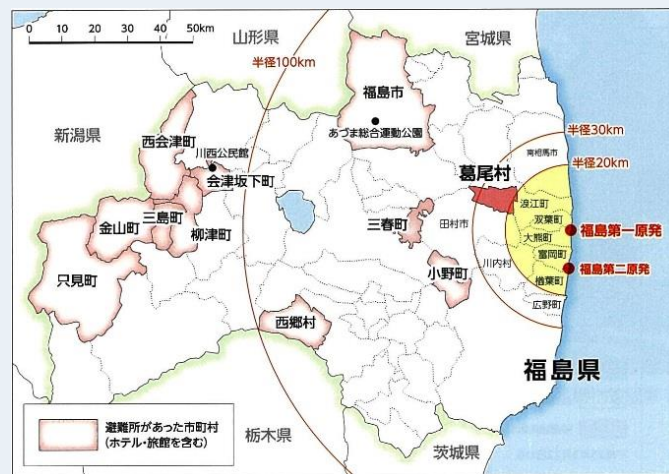 0 10 20 30 40 50km
山形県
宮城県
半径100km
福島市
新潟県
あづま総合運動公園
半径30km
西会津町
川西公民館
南相馬市
半径20km
会津坂下町
葛尾村
浪江町
三島町
双葉町
金山町
柳津町
三春町
田村市
大熊町
福島第一原発
只見町
小野町
川内村
富岡町
福島第二原発
楢葉町
西郷村
広野町
福島県
避難所があった市町村
(ホテル・旅館を含む)
栃木県
茨城県